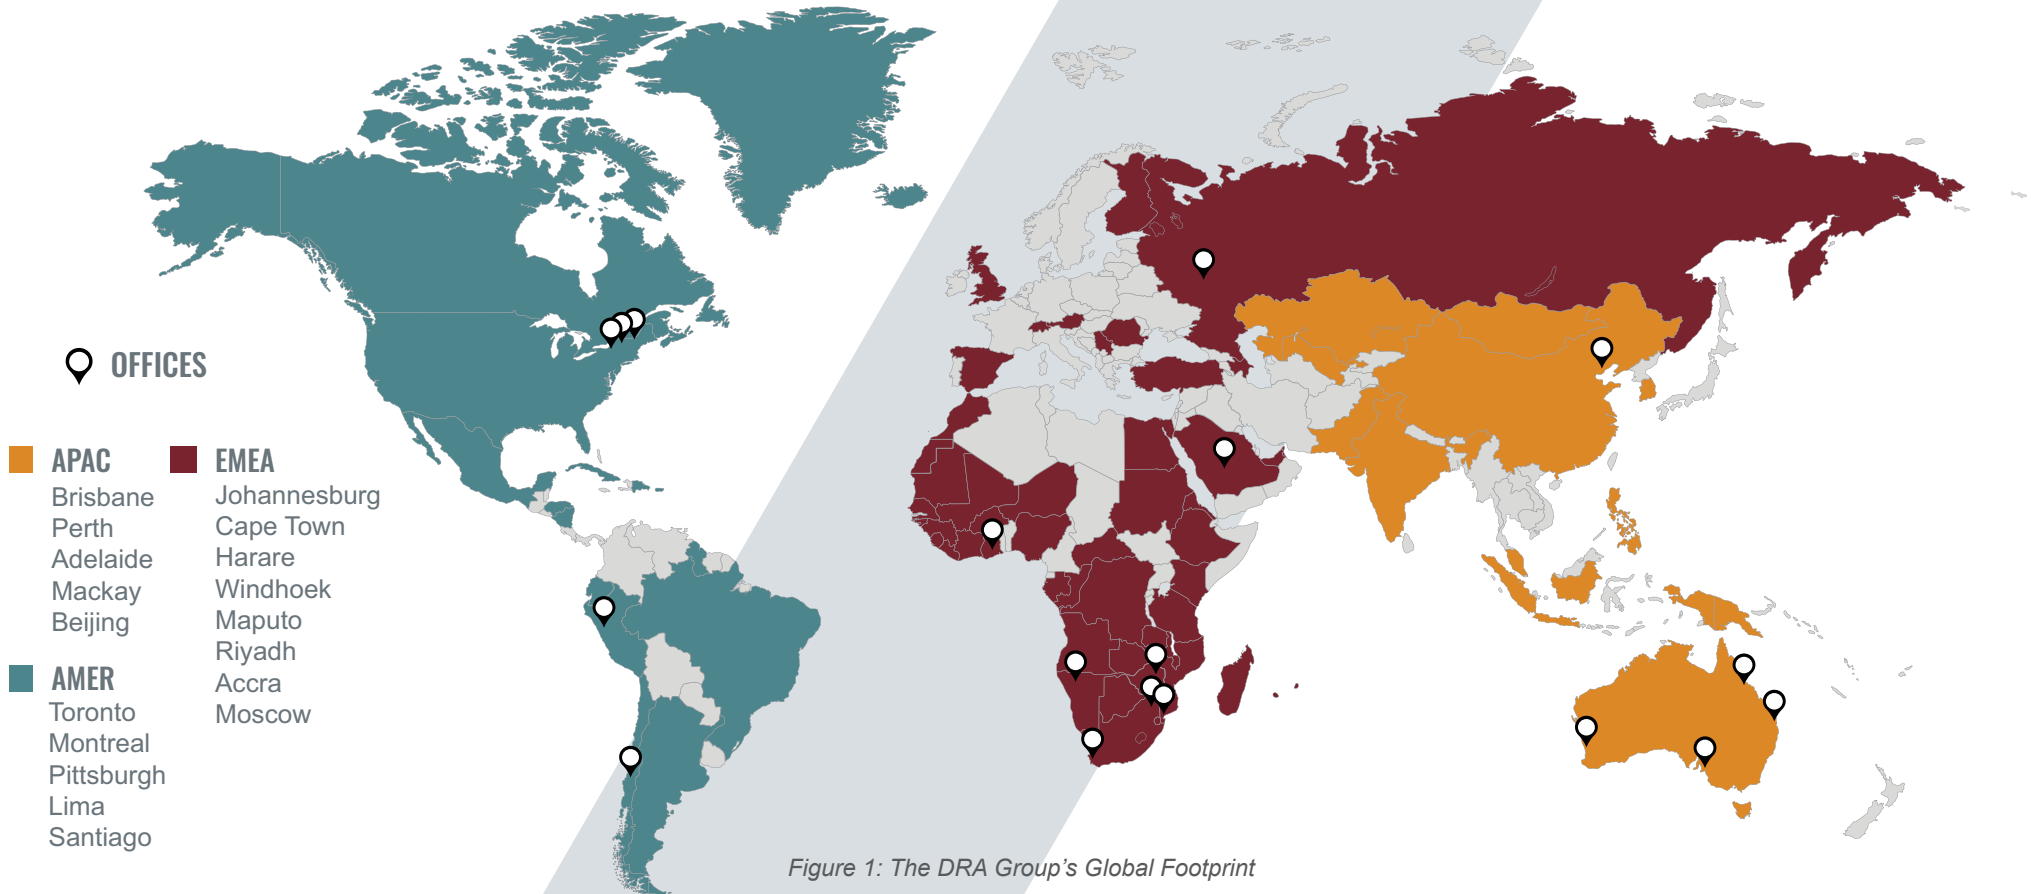 OFFICES
APAC
Brisbane
Perth
Adelaide
Mackay
Beijing
AMER
Toronto
Montreal
Pittsburgh
Lima
Santiago
EMEA
Johannesburg
Cape Town
Harare
Windhoek
Maputo
Riyadh
Accra
Moscow
Figure 1: The DRA Group's Global Footprint